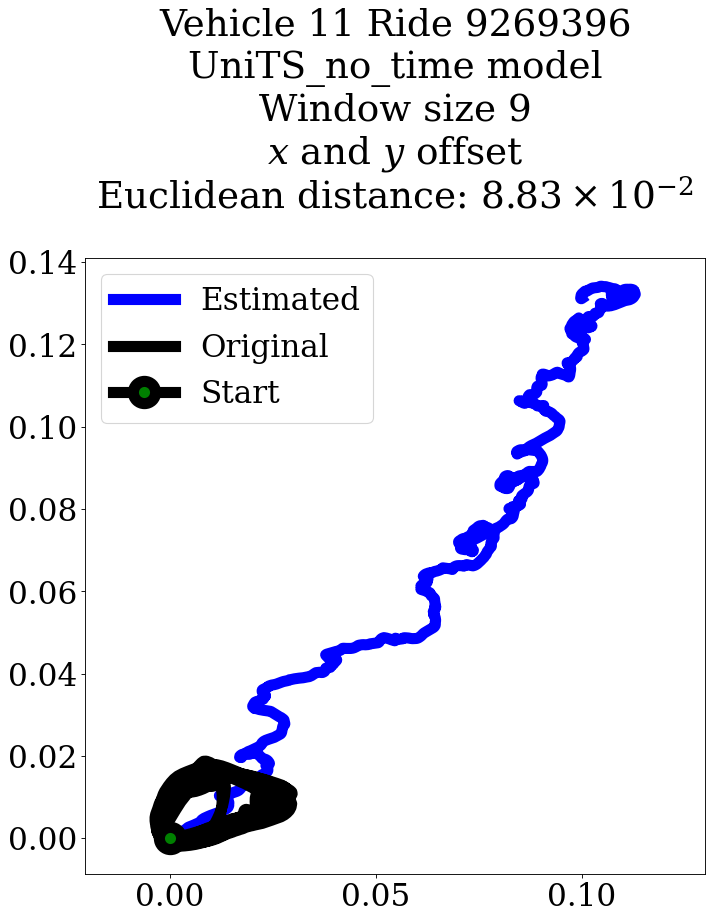 Vehicle 11 Ride 9269396
UniTS_no_time model
Window size 9
x and y offset
Euclidean distance: 8.83 × 10⁻²
0.14
0.12
0.10
0.08
0.06
0.04
0.02
0.00
Estimated
Original
Start
0.00 0.05 0.10